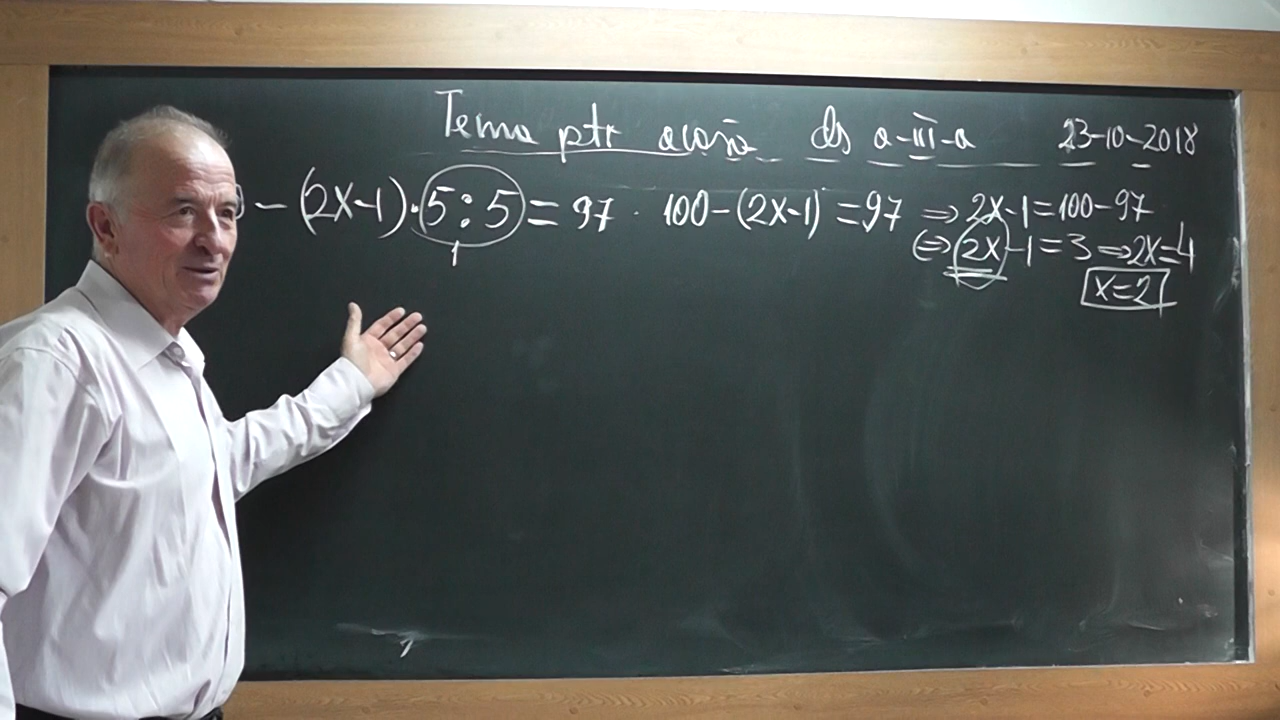 Tema ptr acasă cls a-III-a 23-10-2018
- (2x-1)·5:5=97 · 100-(2x-1)=97 ⇒ 2x-1=100-97
1 ⇔ 2x-1=3 ⇒ 2x=4
x=2